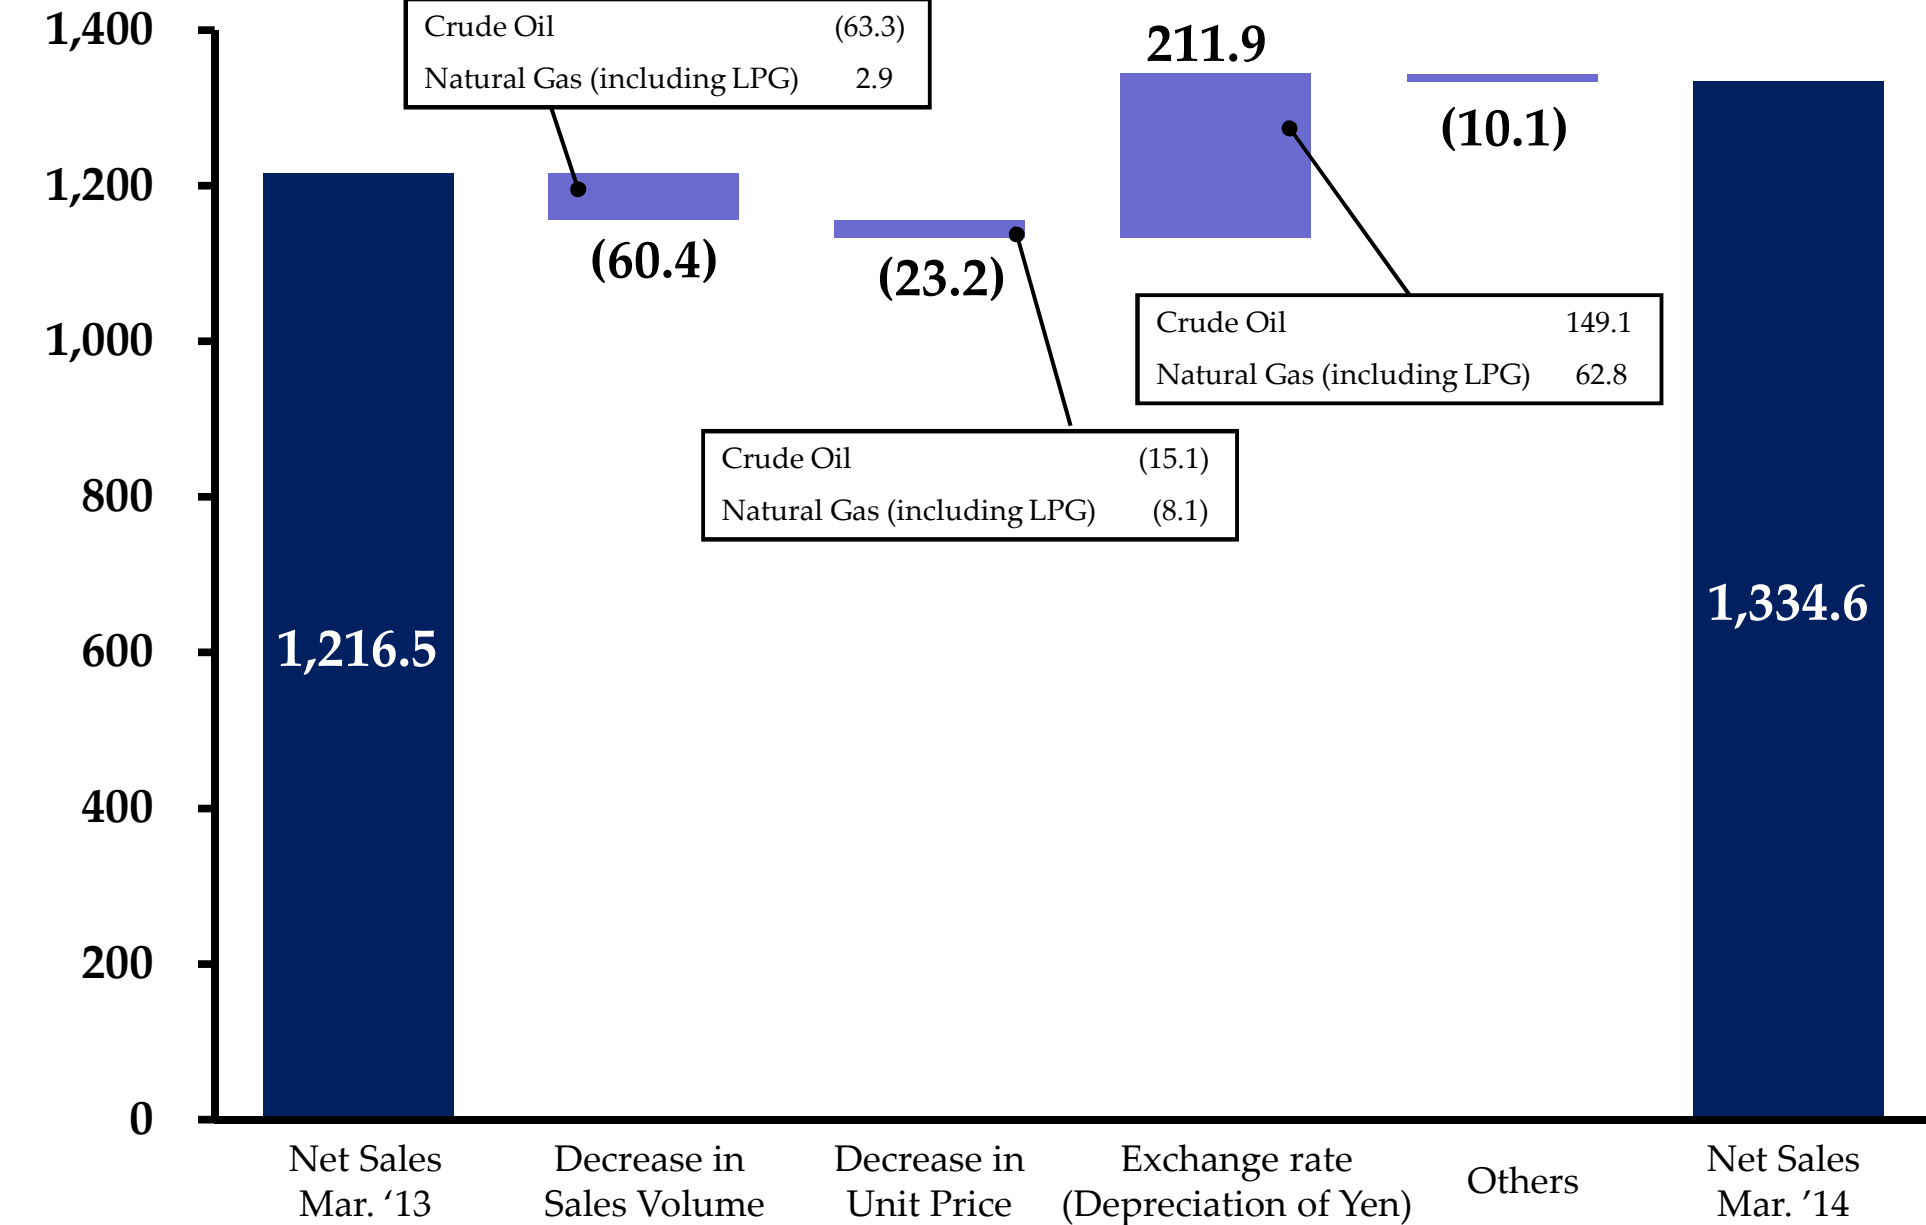 1,400
1,200
1,000
800
600
400
200
0
Crude Oil (63.3)
Natural Gas (including LPG) 2.9
211.9
(10.1)
(60.4)
(23.2)
Crude Oil 149.1
Natural Gas (including LPG) 62.8
Crude Oil (15.1)
Natural Gas (including LPG) (8.1)
1,216.5
1,334.6
Net Sales
Mar. ‘13
Decrease in
Sales Volume
Decrease in
Unit Price
Exchange rate
(Depreciation of Yen)
Others
Net Sales
Mar. ’14